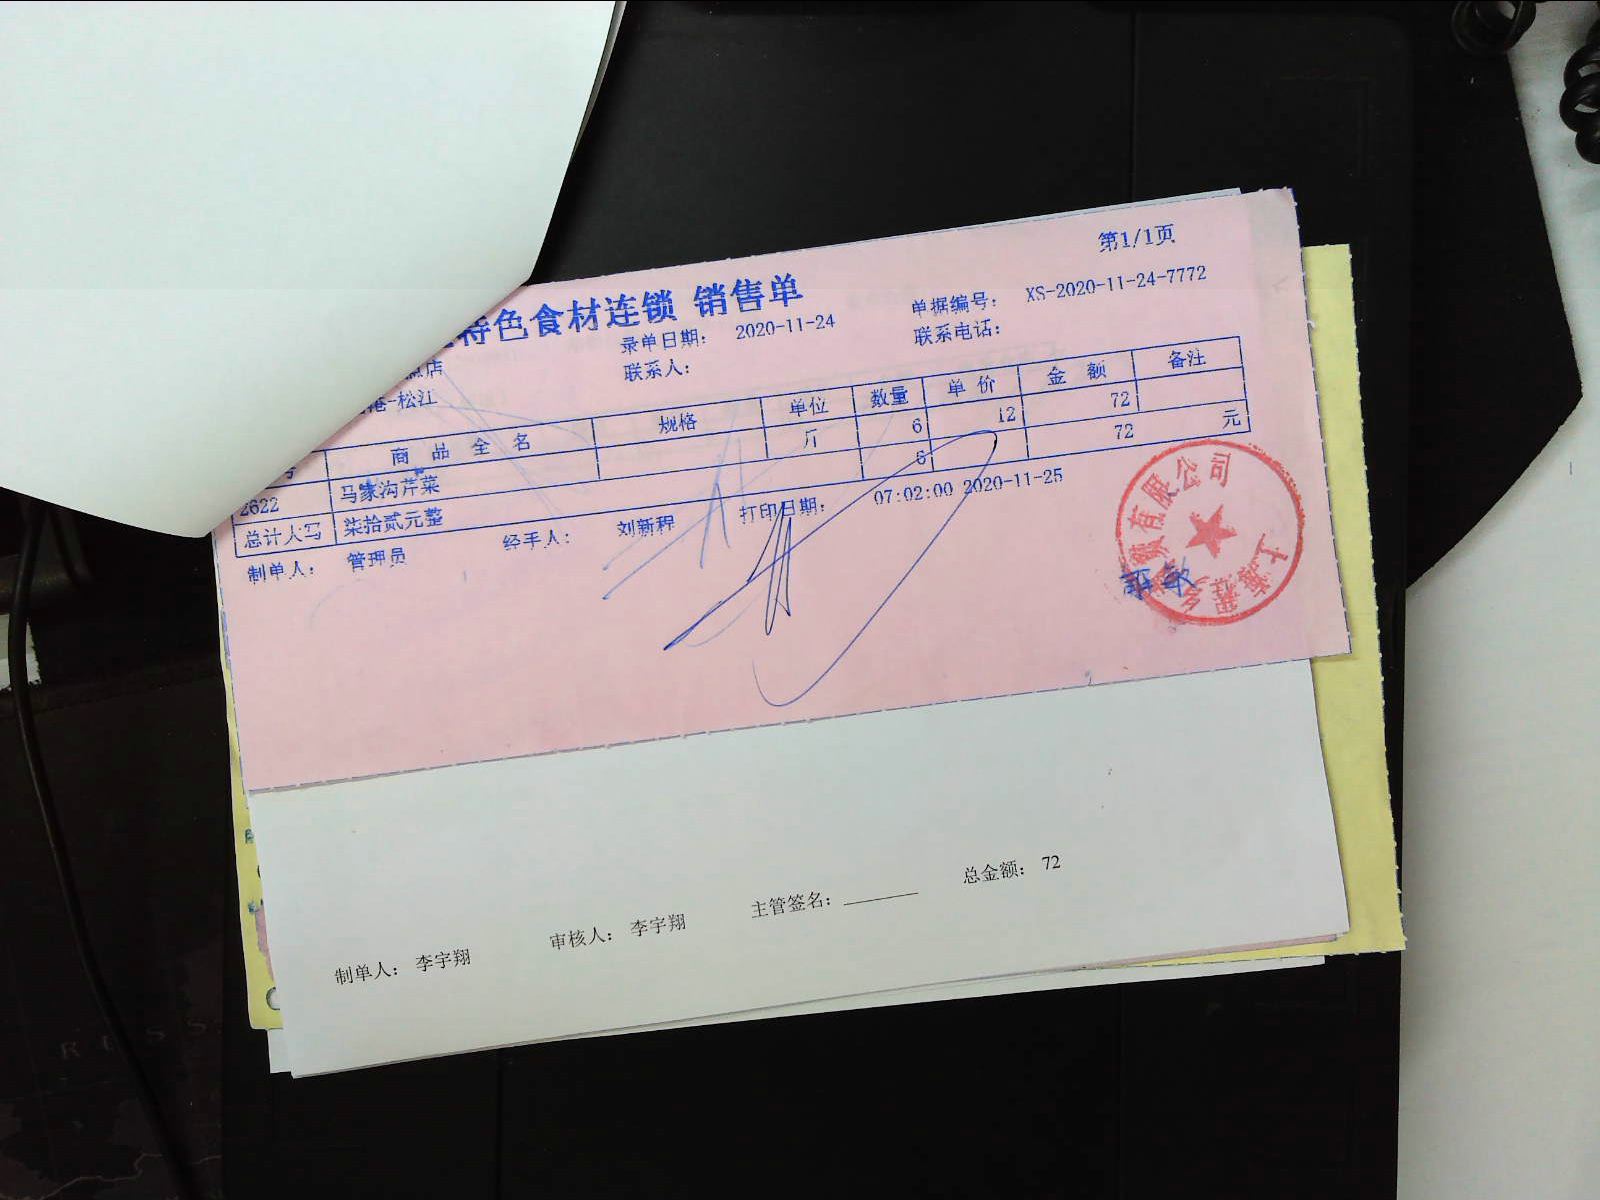 第1/1页
特色食材连锁 销售单
录单日期: 2020-11-24 单据编号: XS-2020-11-24-7772
店 联系人: 联系电话:
港-松江
号 商品全名 规格 单位 数量 单价 金额 备注
2622 马家沟芹菜 斤 6 12 72
总计大写 柒拾贰元整 6 72 元
制单人: 管理员 经手人: 刘新程 打印日期: 07:02:00 2020-11-25
有限公司
上海
制单人: 李宇翔 审核人: 李宇翔 主管签名: 总金额: 72